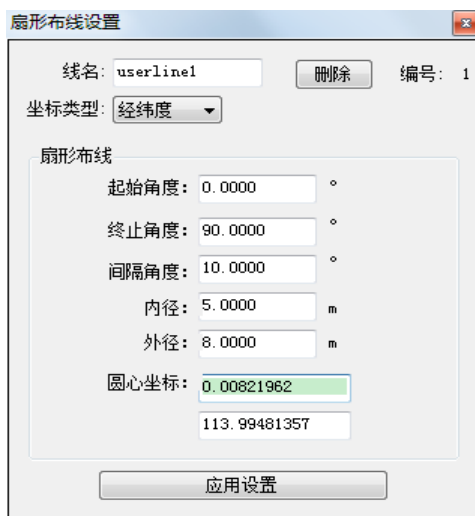 扇形布线设置
线名: userline1 删除 编号: 1
坐标类型: 经纬度
扇形布线
起始角度: 0.0000 °
终止角度: 90.0000 °
间隔角度: 10.0000 °
内径: 5.0000 m
外径: 8.0000 m
圆心坐标: 0.00821962
113.99481357
应用设置